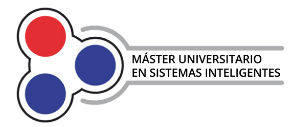 MÁSTER UNIVERSITARIO
EN SISTEMAS INTELIGENTES